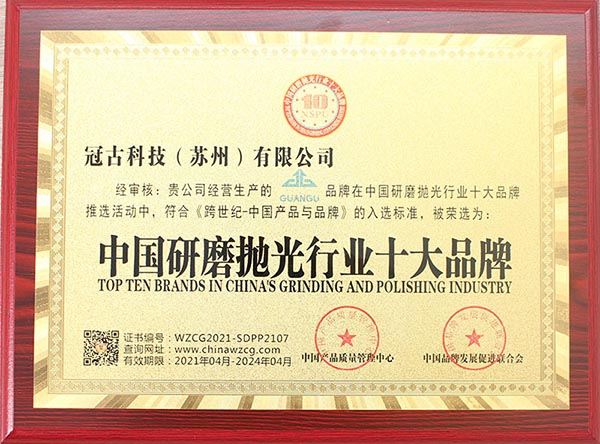 10
NSPU
冠古科技（苏州）有限公司
经审核：贵公司经营生产的 GUANGU 品牌在中国研磨抛光行业十大品牌
推选活动中，符合《跨世纪-中国产品与品牌》的入选标准，被荣选为：
中国研磨抛光行业十大品牌
TOP TEN BRANDS IN CHINA'S GRINDING AND POLISHING INDUSTRY
证书编号：WZCG2021-SDPP2107
查询网址：www.chinawzcg.com
有效期限：2021年04月-2024年04月
中国产品质量管理中心
中国品牌发展促进联合会